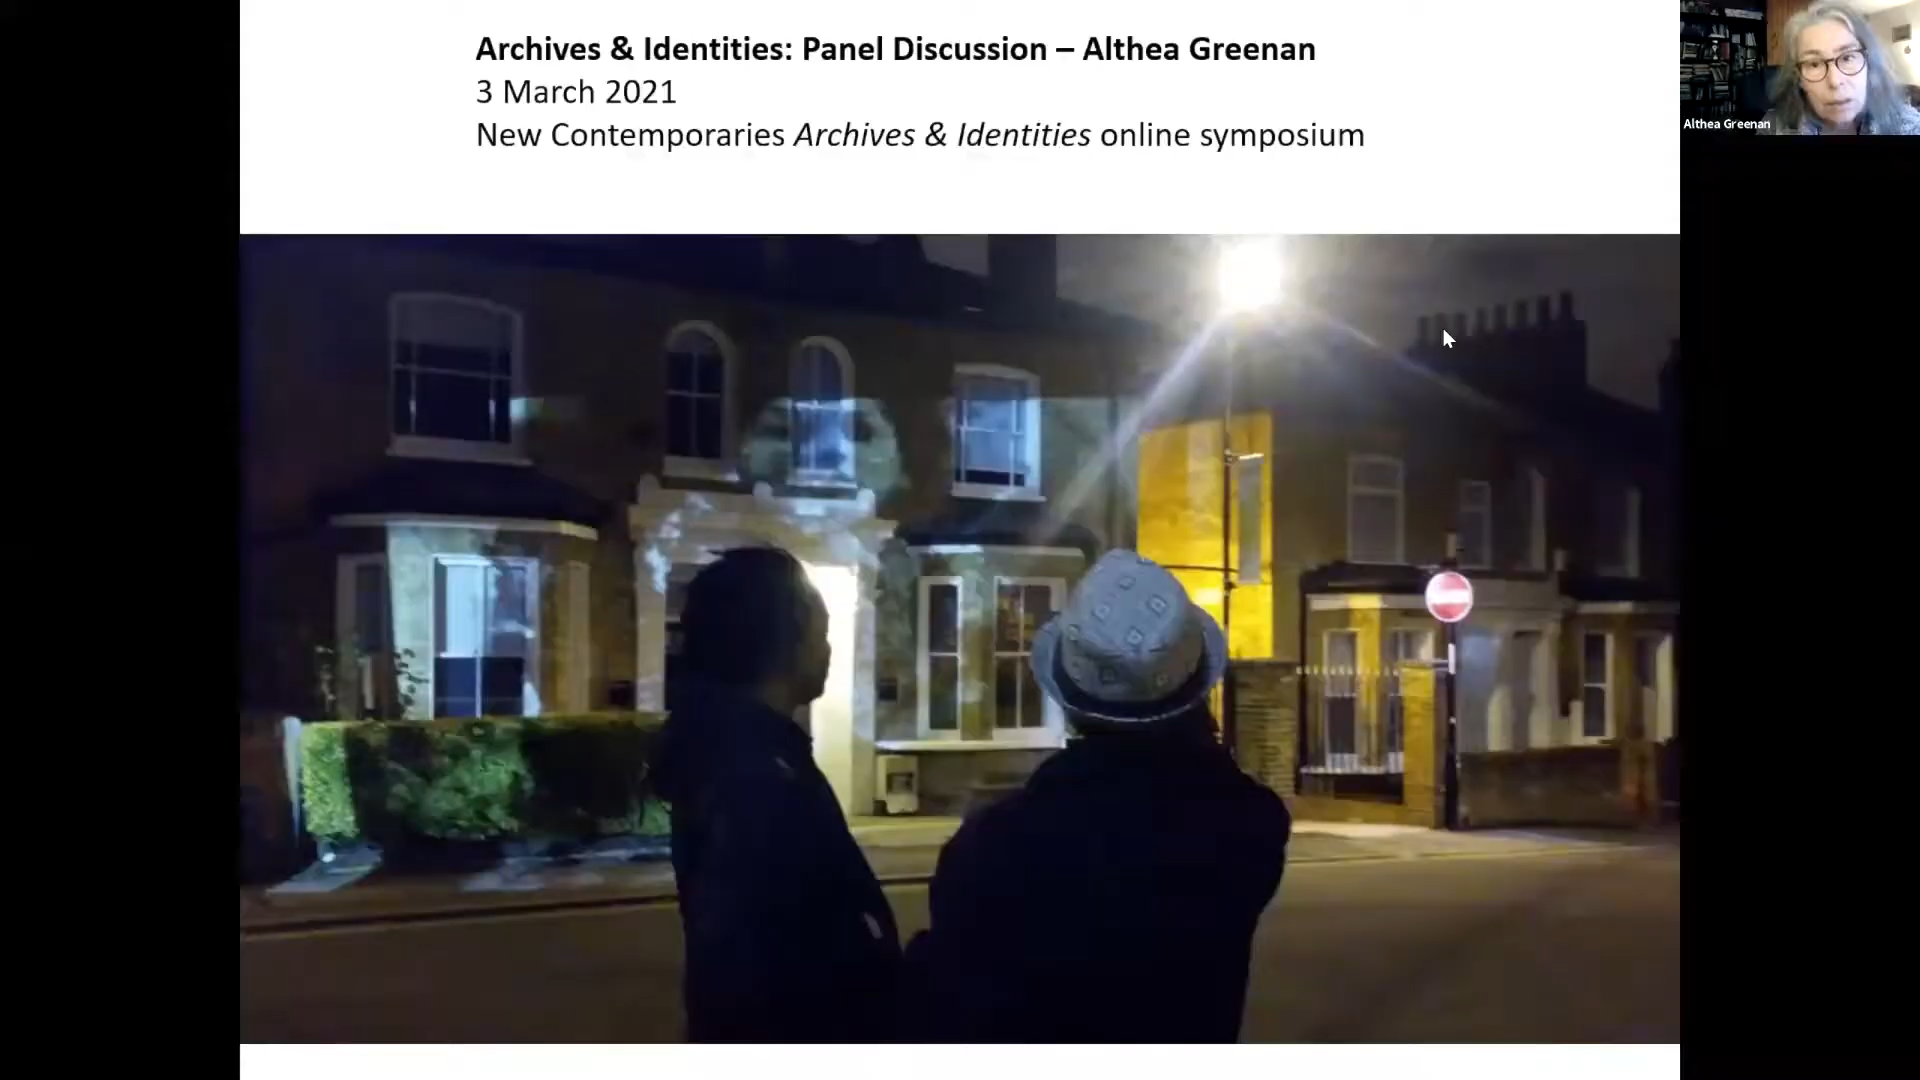 Archives & Identities: Panel Discussion – Althea Greenan
3 March 2021
New Contemporaries Archives & Identities online symposium
Althea Greenan